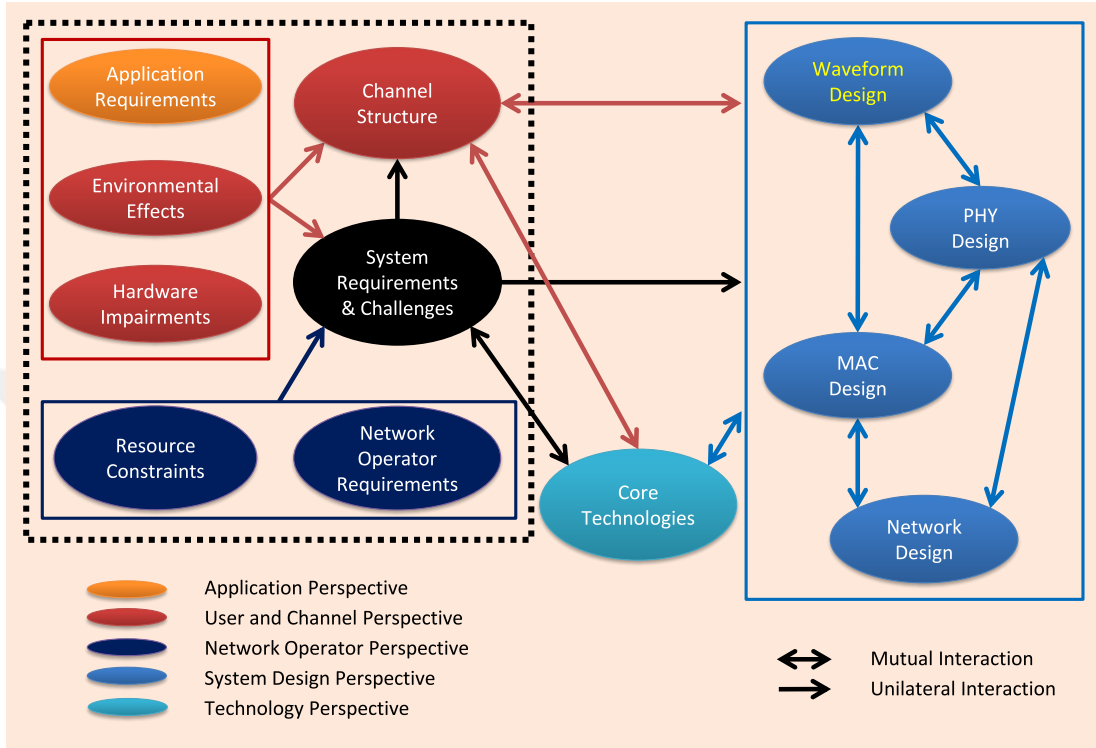 Application
Requirements
Environmental
Effects
Hardware
Impairments
Channel
Structure
System
Requirements
& Challenges
Resource
Constraints
Network
Operator
Requirements
Core
Technologies
Waveform
Design
PHY
Design
MAC
Design
Network
Design
Application Perspective
User and Channel Perspective
Network Operator Perspective
System Design Perspective
Technology Perspective
Mutual Interaction
Unilateral Interaction